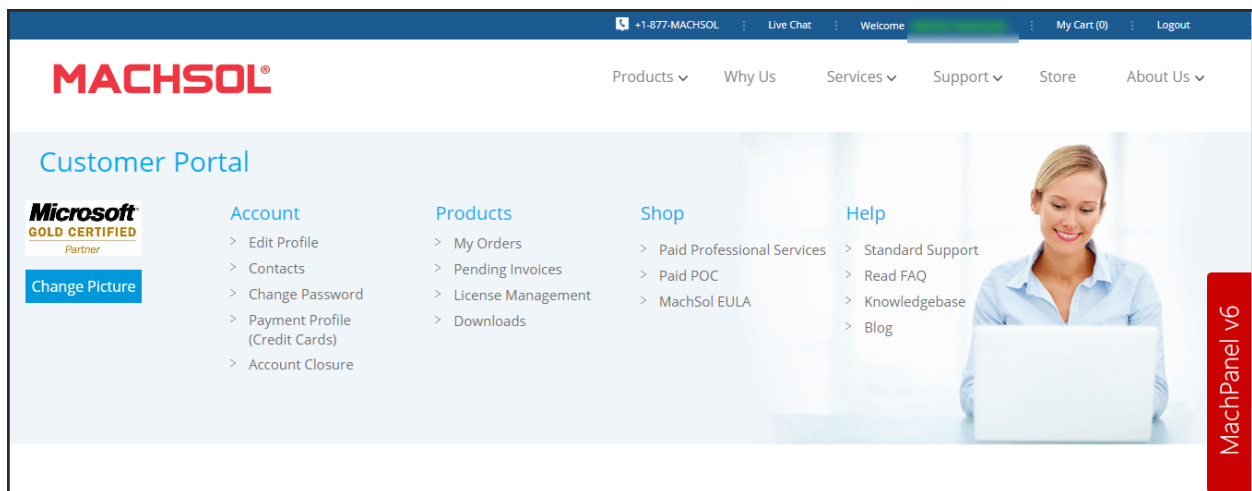 +1-877-MACHSOL : Live Chat : Welcome : My Cart (0) : Logout
MACHSOL®
Products Why Us Services Support Store About Us
Customer Portal
Microsoft
GOLD CERTIFIED
Partner
Change Picture
Account
> Edit Profile
> Contacts
> Change Password
> Payment Profile
(Credit Cards)
> Account Closure
Products
> My Orders
> Pending Invoices
> License Management
> Downloads
Shop
> Paid Professional Services
> Paid POC
> MachSol EULA
Help
> Standard Support
> Read FAQ
> Knowledgebase
> Blog
MachPanel v6